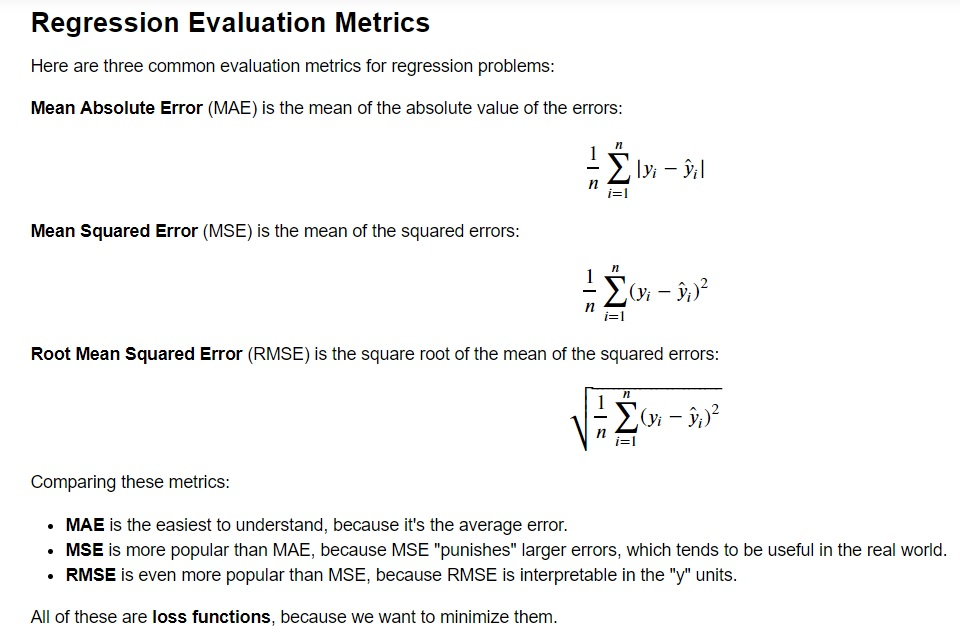 Regression Evaluation Metrics
Here are three common evaluation metrics for regression problems:
Mean Absolute Error (MAE) is the mean of the absolute value of the errors:
$\frac{1}{n} \sum_{i=1}^{n} |y_i - \hat{y}_i|$
Mean Squared Error (MSE) is the mean of the squared errors:
$\frac{1}{n} \sum_{i=1}^{n} (y_i - \hat{y}_i)^2$
Root Mean Squared Error (RMSE) is the square root of the mean of the squared errors:
$\sqrt{\frac{1}{n} \sum_{i=1}^{n} (y_i - \hat{y}_i)^2}$
Comparing these metrics:
• MAE is the easiest to understand, because it's the average error.
• MSE is more popular than MAE, because MSE "punishes" larger errors, which tends to be useful in the real world.
• RMSE is even more popular than MSE, because RMSE is interpretable in the "y" units.
All of these are loss functions, because we want to minimize them.